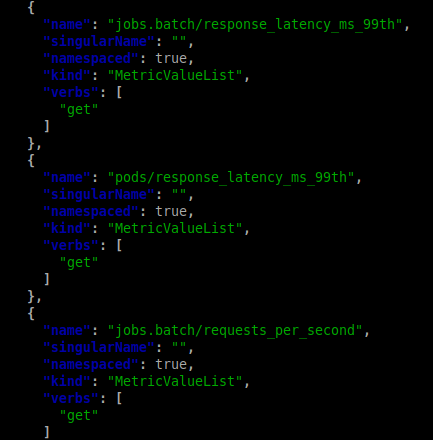 {
"name": "jobs.batch/response_latency_ms_99th",
"singularName": "",
"namespaced": true,
"kind": "MetricValueList",
"verbs": [
"get"
]
},
{
"name": "pods/response_latency_ms_99th",
"singularName": "",
"namespaced": true,
"kind": "MetricValueList",
"verbs": [
"get"
]
},
{
"name": "jobs.batch/requests_per_second",
"singularName": "",
"namespaced": true,
"kind": "MetricValueList",
"verbs": [
"get"
]